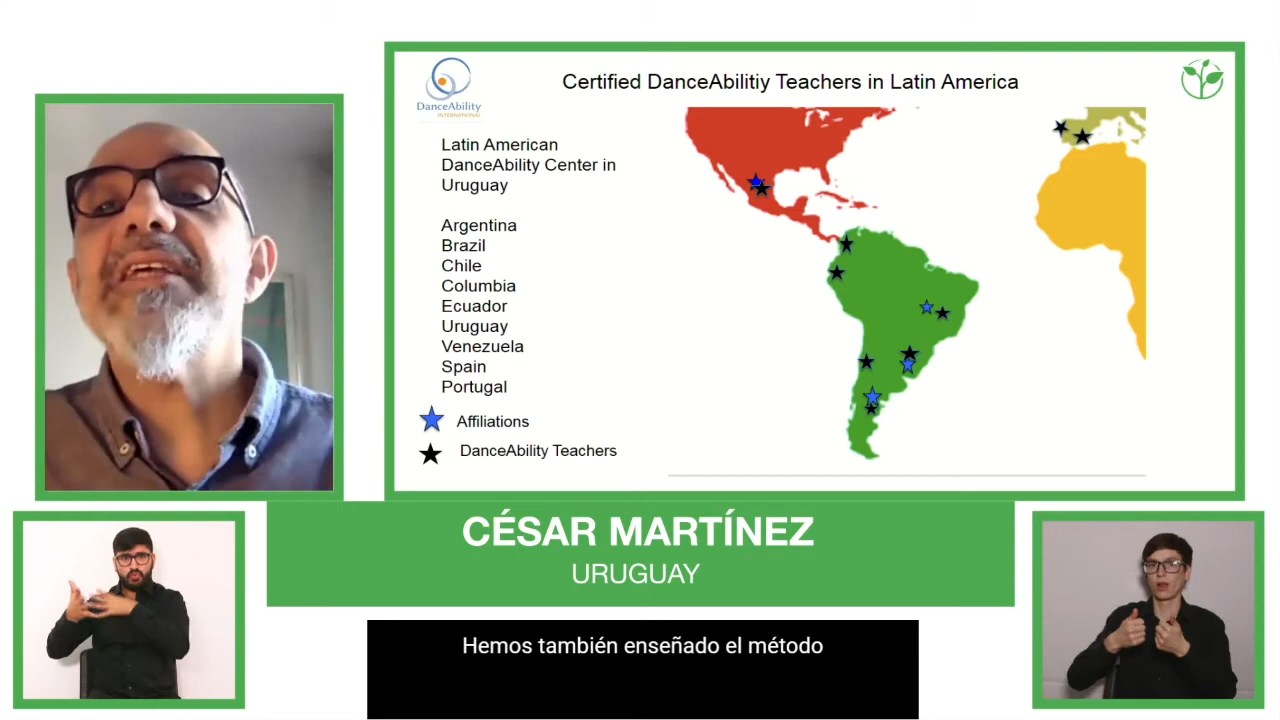 DanceAbility
INTERNATIONAL
Certified DanceAbilitiy Teachers in Latin America
Latin American
DanceAbility Center in
Uruguay
Argentina
Brazil
Chile
Columbia
Ecuador
Uruguay
Venezuela
Spain
Portugal
Affiliations
DanceAbility Teachers
CÉSAR MARTÍNEZ
URUGUAY
Hemos también enseñado el método